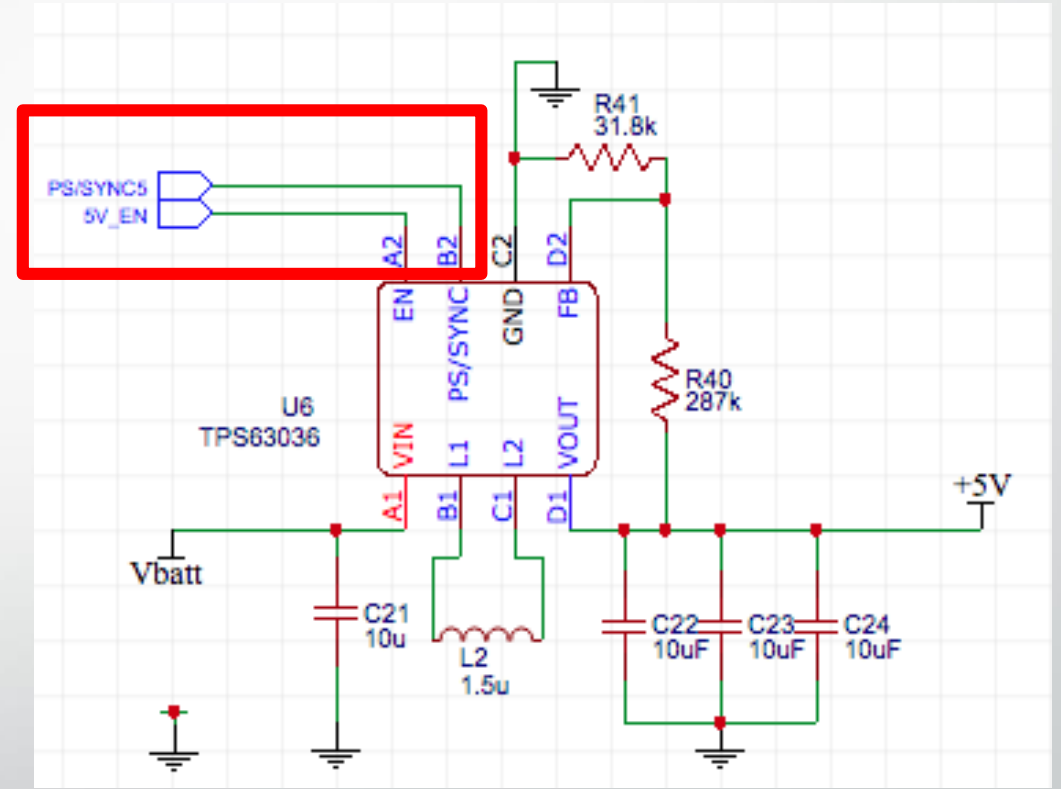 R41
31.8k
PS/SYNC5
5V_EN
A2
B2
C2
D2
EN
PS/SYNC
GND
FB
R40
287k
U6
TPS63036
VIN
L1
L2
VOUT
A1
B1
C1
D1
+5V
Vbatt
C21
10u
L2
1.5u
C22
10uF
C23
10uF
C24
10uF